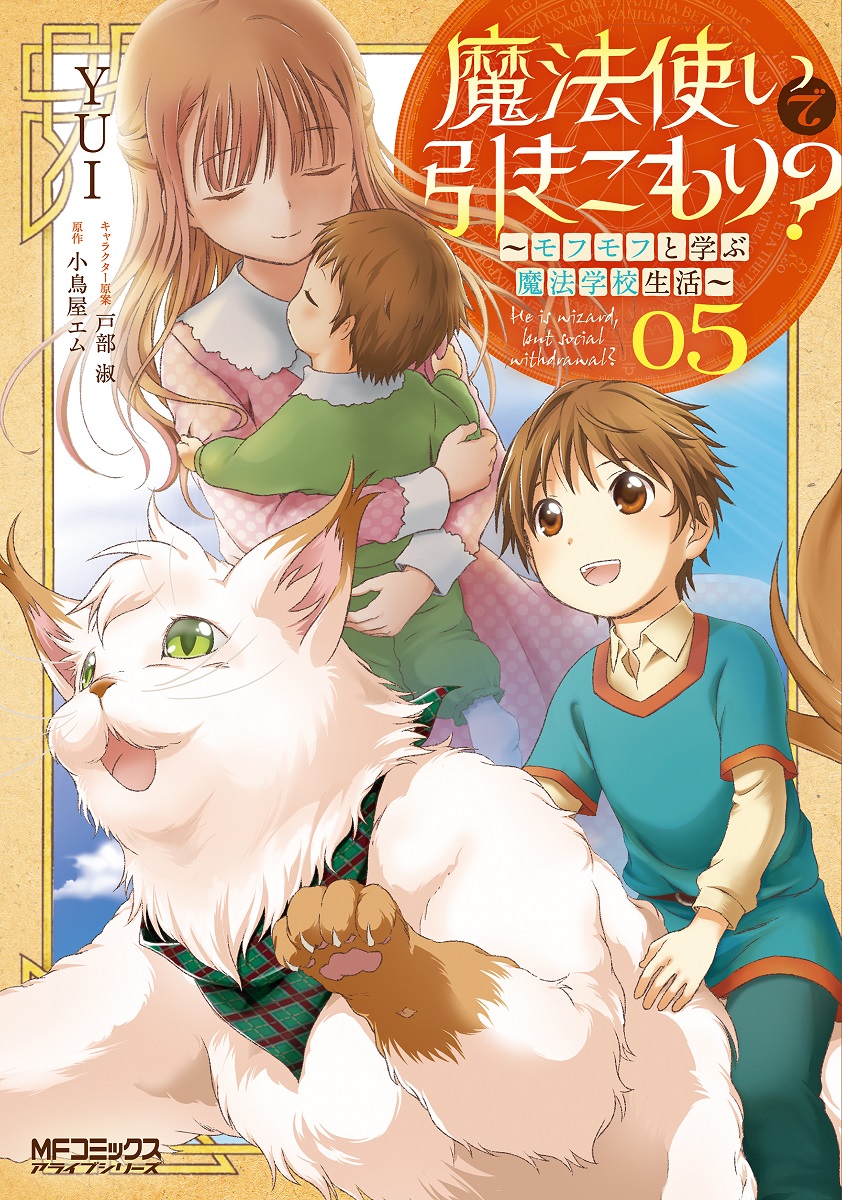 魔法使いで
引きこもり?
～モフモフと学ぶ
魔法学校生活～
He is wizard,
but social
withdrawal?
05
YUI
キャラクター原案 戸部 淑
原作 小鳥屋エム
MFコミックス
アライブシリーズ